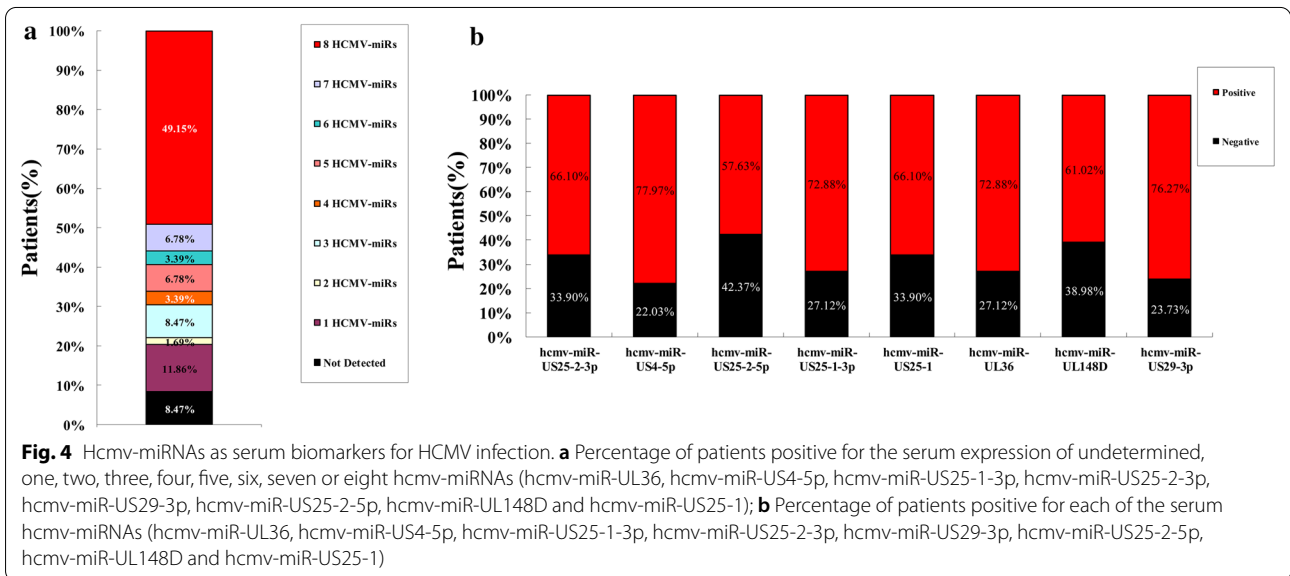 a
100%
90%
80%
70%
60%
50%
40%
30%
20%
10%
0%
Patients(%)
49.15%
6.78%
3.39%
6.78%
3.39%
8.47%
1.69%
11.86%
8.47%
8 HCMV-miRs
7 HCMV-miRs
6 HCMV-miRs
5 HCMV-miRs
4 HCMV-miRs
3 HCMV-miRs
2 HCMV-miRs
1 HCMV-miRs
Not Detected
b
Positive
Negative
100%
90%
80%
70%
60%
50%
40%
30%
20%
10%
0%
Patients(%)
66.10% 77.97% 57.63% 72.88% 66.10% 72.88% 61.02% 76.27%
33.90% 22.03% 42.37% 27.12% 33.90% 27.12% 38.98% 23.73%
hcmv-miR- hcmv-miR- hcmv-miR- hcmv-miR- hcmv-miR- hcmv-miR- hcmv-miR- hcmv-miR-
US25-2-3p US4-5p US25-2-5p US25-1-3p US25-1 UL36 UL148D US29-3p
Fig. 4 Hcmv-miRNAs as serum biomarkers for HCMV infection. a Percentage of patients positive for the serum expression of undetermined,
one, two, three, four, five, six, seven or eight hcmv-miRNAs (hcmv-miR-UL36, hcmv-miR-US4-5p, hcmv-miR-US25-1-3p, hcmv-miR-US25-2-3p,
hcmv-miR-US29-3p, hcmv-miR-US25-2-5p, hcmv-miR-UL148D and hcmv-miR-US25-1); b Percentage of patients positive for each of the serum
hcmv-miRNAs (hcmv-miR-UL36, hcmv-miR-US4-5p, hcmv-miR-US25-1-3p, hcmv-miR-US25-2-3p, hcmv-miR-US29-3p, hcmv-miR-US25-2-5p,
hcmv-miR-UL148D and hcmv-miR-US25-1)